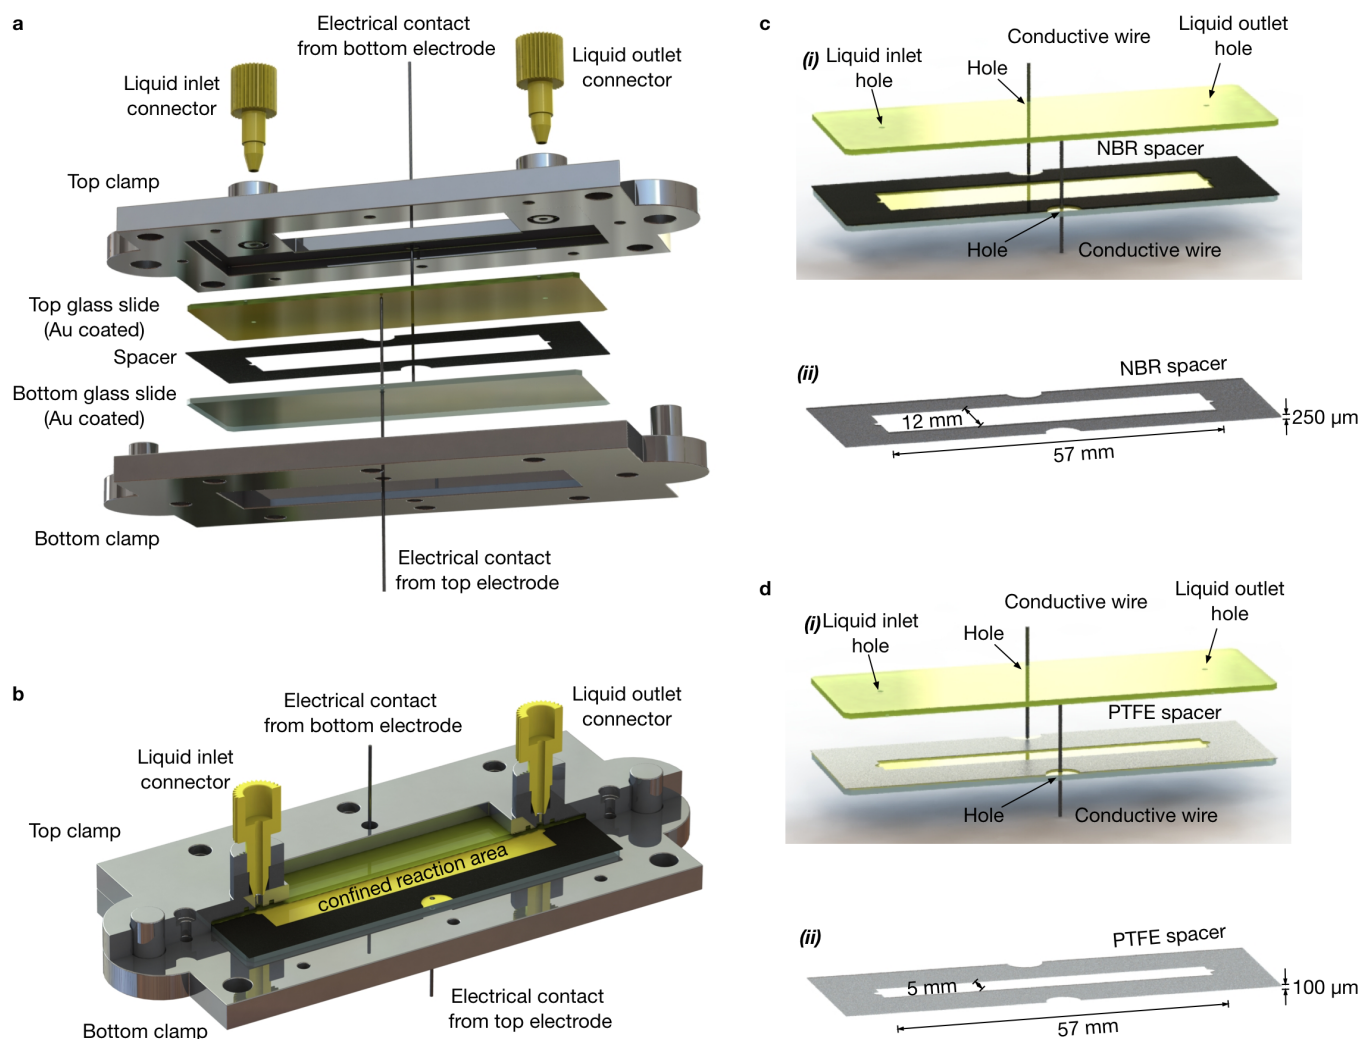 a
Electrical contact
from bottom electrode
Liquid outlet
connector
Liquid inlet
connector
Top clamp
Top glass slide
(Au coated)
Spacer
Bottom glass slide
(Au coated)
Bottom clamp
Electrical contact
from top electrode
b
Electrical contact
from bottom electrode
Liquid outlet
connector
Liquid inlet
connector
Top clamp
confined reaction area
Electrical contact
from top electrode
Bottom clamp
c
(i)
Liquid inlet
hole
Conductive wire
Hole
Liquid outlet
hole
NBR spacer
Hole
Conductive wire
(ii)
NBR spacer
12 mm
250 µm
57 mm
d
(i)
Liquid inlet
hole
Conductive wire
Hole
Liquid outlet
hole
PTFE spacer
Hole
Conductive wire
(ii)
PTFE spacer
5 mm
100 µm
57 mm